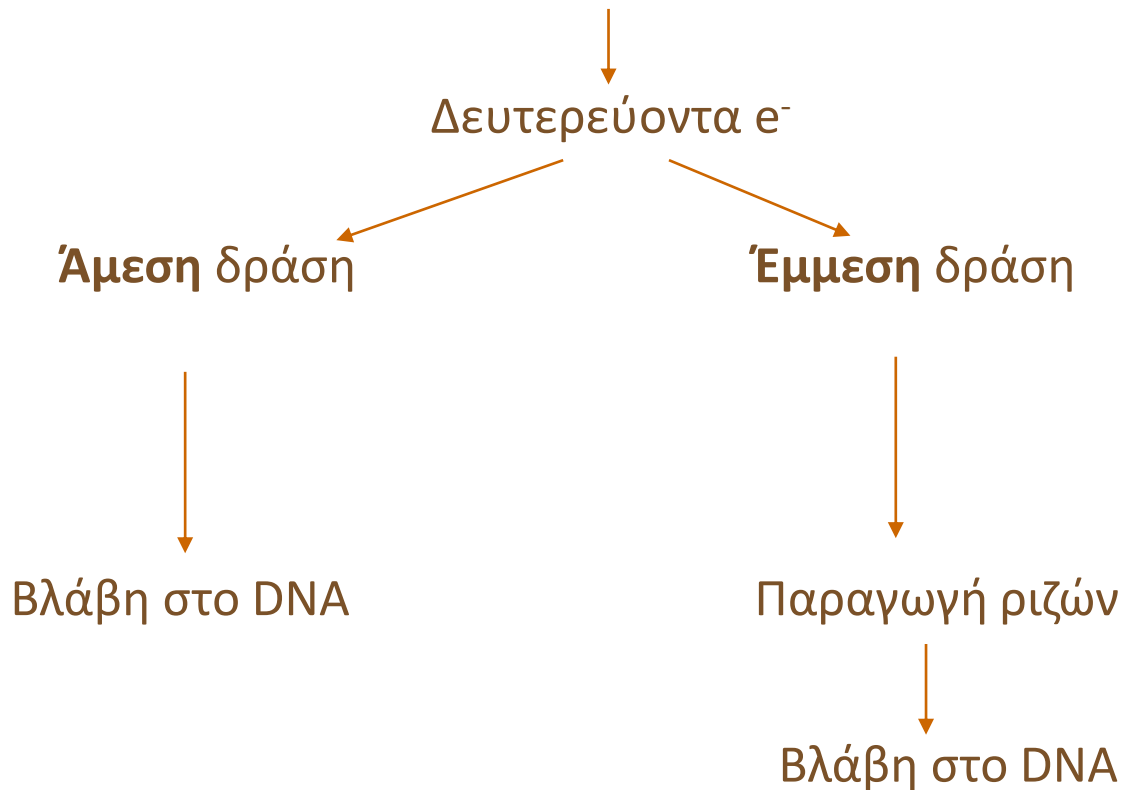 Δευτερεύοντα e⁻
Άμεση δράση
Έμμεση δράση
Βλάβη στο DNA
Παραγωγή ριζών
Βλάβη στο DNA